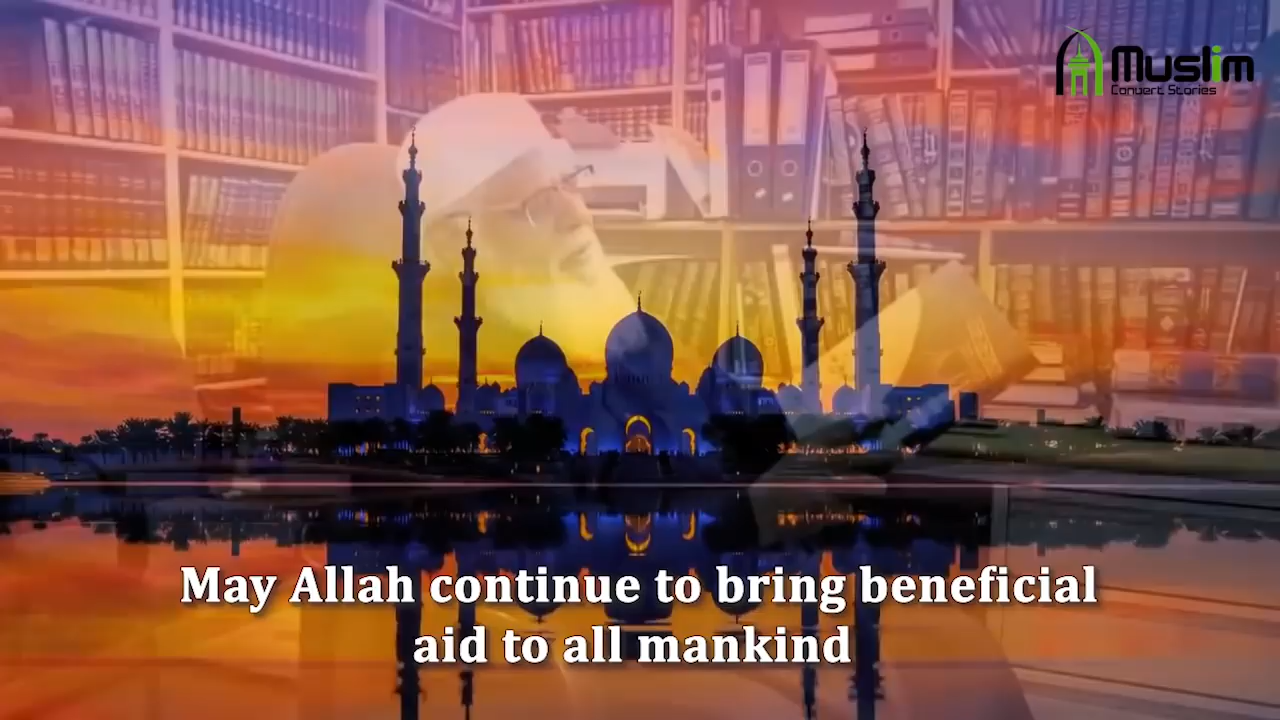 Muslim
Convert Stories
May Allah continue to bring beneficial
aid to all mankind